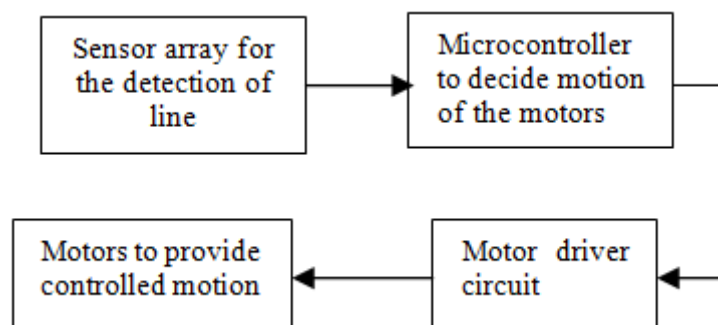 Sensor array for
the detection of
line
Microcontroller
to decide motion
of the motors
Motors to provide
controlled motion
Motor driver
circuit